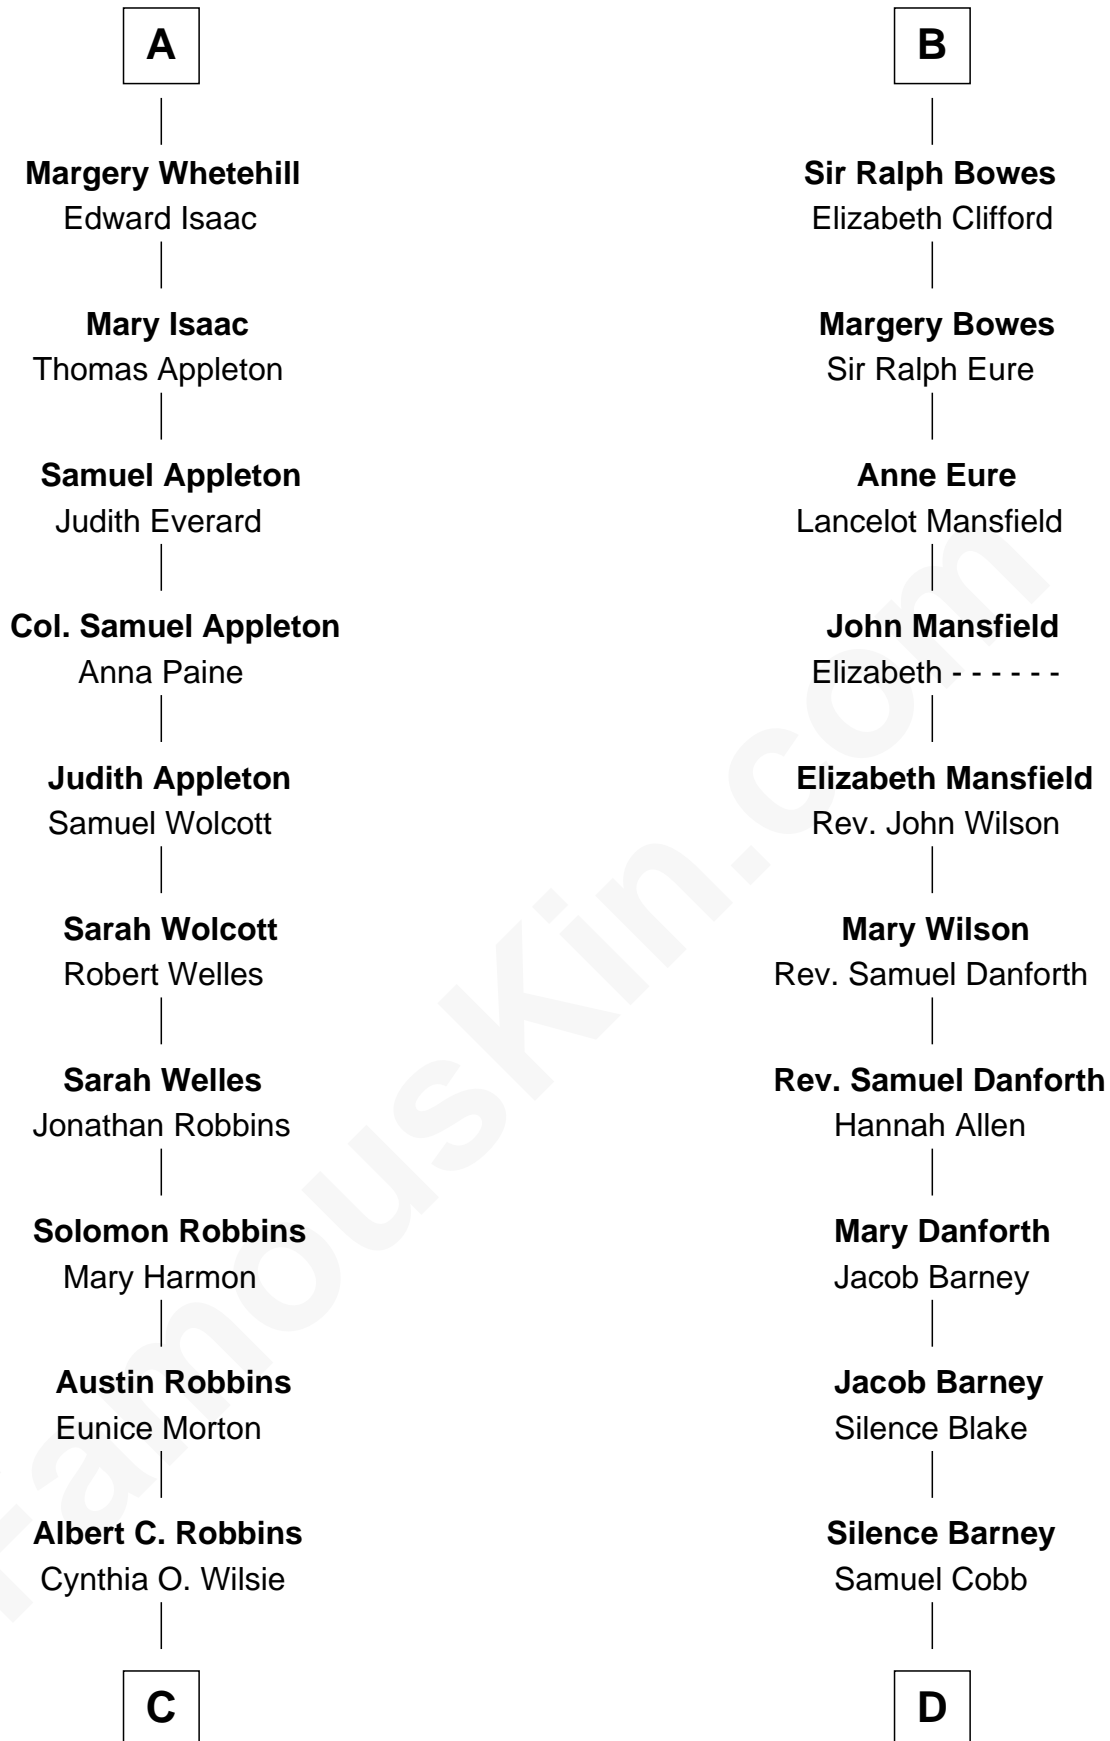 A
Margery Whetehill
Edward Isaac
Mary Isaac
Thomas Appleton
Samuel Appleton
Judith Everard
Col. Samuel Appleton
Anna Paine
Judith Appleton
Samuel Wolcott
Sarah Wolcott
Robert Welles
Sarah Welles
Jonathan Robbins
Solomon Robbins
Mary Harmon
Austin Robbins
Eunice Morton
Albert C. Robbins
Cynthia O. Wilsie
C
B
Sir Ralph Bowes
Elizabeth Clifford
Margery Bowes
Sir Ralph Eure
Anne Eure
Lancelot Mansfield
John Mansfield
Elizabeth - - - - - -
Elizabeth Mansfield
Rev. John Wilson
Mary Wilson
Rev. Samuel Danforth
Rev. Samuel Danforth
Hannah Allen
Mary Danforth
Jacob Barney
Jacob Barney
Silence Blake
Silence Barney
Samuel Cobb
D
FamousKin.com